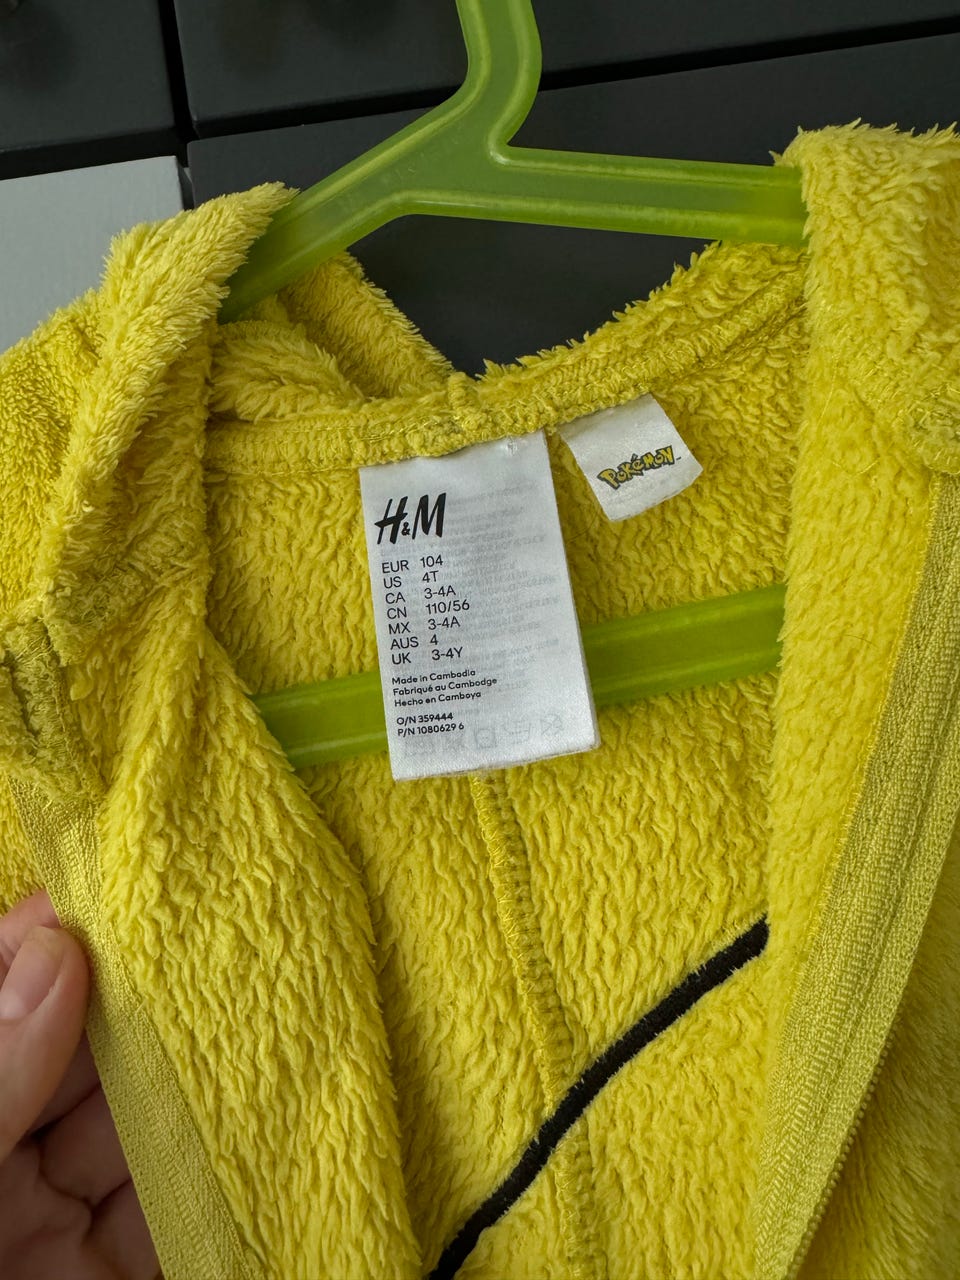 H&M
EUR 104
US 4T
CA 3-4A
CN 110/56
MX 3-4A
AUS 4
UK 3-4Y
Made in Cambodia
Fabriqué au Cambodge
Hecho en Camboya
O/N 359444
P/N 1080629 6
POKéMON